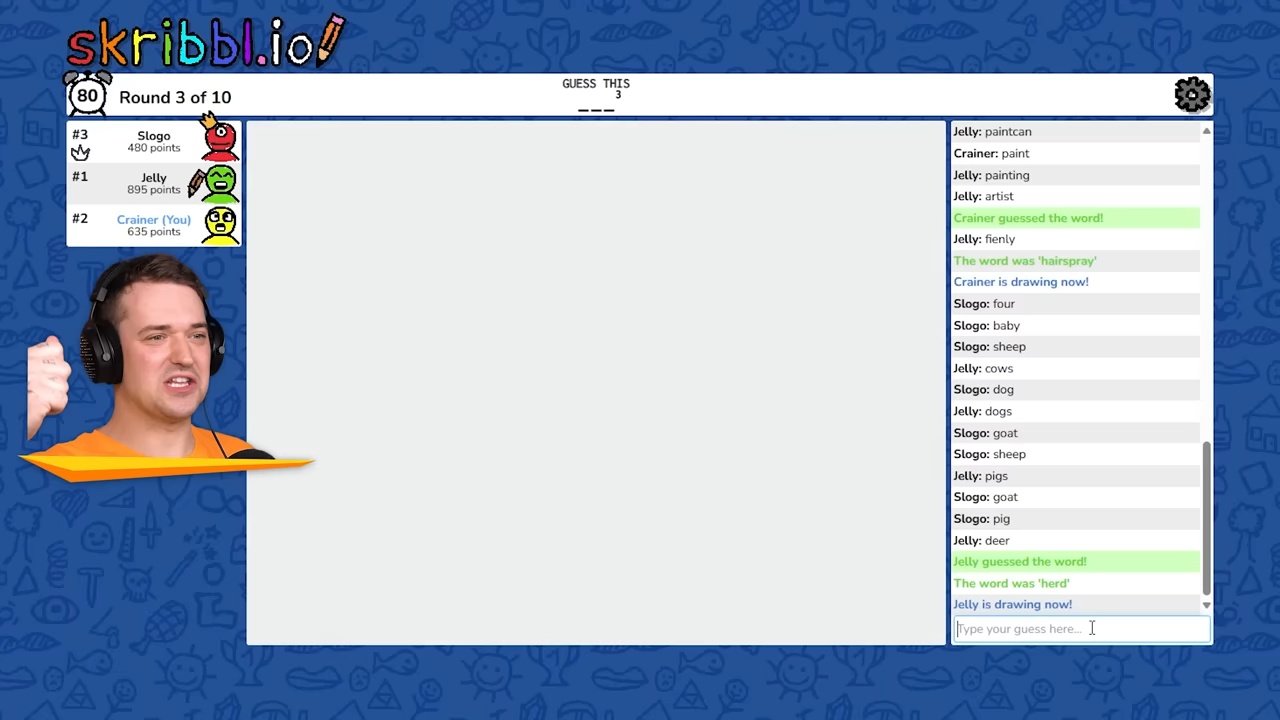 skribbl.io
80
Round 3 of 10
GUESS THIS
___ 3
#3
Slogo
480 points
#1
Jelly
895 points
#2
Crainer (You)
635 points
Jelly: paintcan
Crainer: paint
Jelly: painting
Jelly: artist
Crainer guessed the word!
Jelly: fienly
The word was 'hairspray'
Crainer is drawing now!
Slogo: four
Slogo: baby
Slogo: sheep
Jelly: cows
Slogo: dog
Jelly: dogs
Slogo: goat
Slogo: sheep
Jelly: pigs
Slogo: goat
Slogo: pig
Jelly: deer
Jelly guessed the word!
The word was 'herd'
Jelly is drawing now!
Type your guess here...